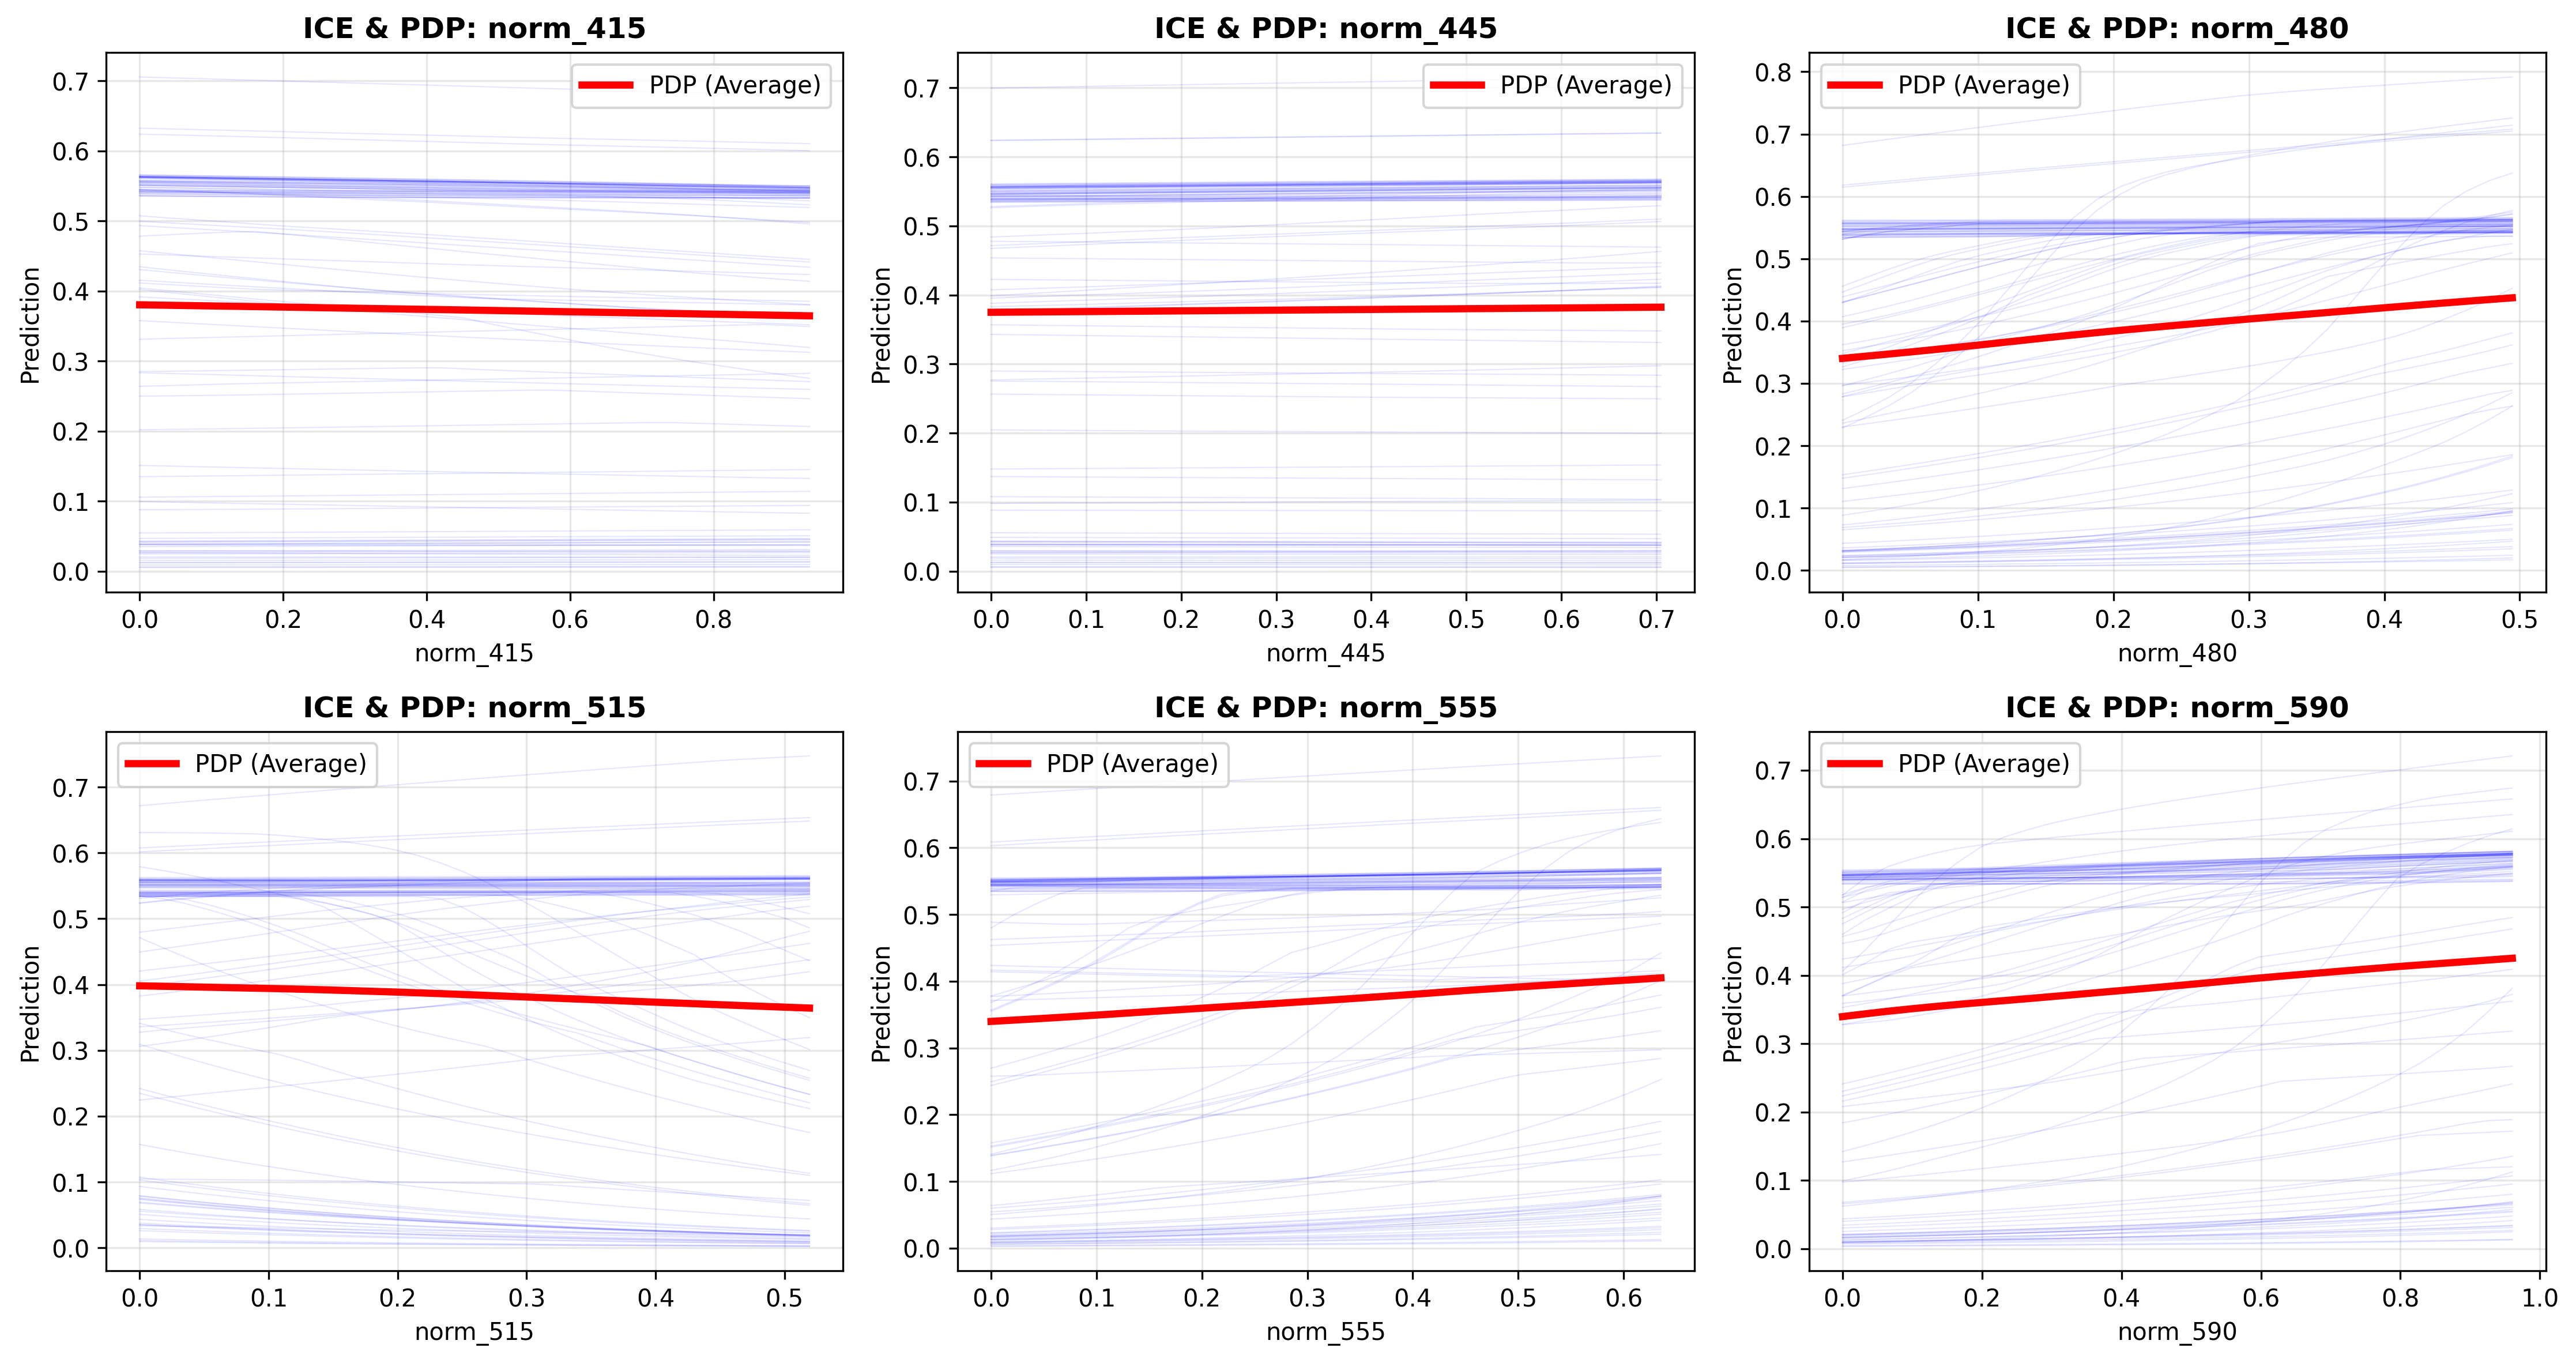 ICE & PDP: norm_415
PDP (Average)
Prediction
0.7
0.6
0.5
0.4
0.3
0.2
0.1
0.0
0.0 0.2 0.4 0.6 0.8
norm_415
ICE & PDP: norm_445
PDP (Average)
Prediction
0.7
0.6
0.5
0.4
0.3
0.2
0.1
0.0
0.0 0.1 0.2 0.3 0.4 0.5 0.6 0.7
norm_445
ICE & PDP: norm_480
PDP (Average)
Prediction
0.8
0.7
0.6
0.5
0.4
0.3
0.2
0.1
0.0
0.0 0.1 0.2 0.3 0.4 0.5
norm_480
ICE & PDP: norm_515
PDP (Average)
Prediction
0.7
0.6
0.5
0.4
0.3
0.2
0.1
0.0
0.0 0.1 0.2 0.3 0.4 0.5
norm_515
ICE & PDP: norm_555
PDP (Average)
Prediction
0.7
0.6
0.5
0.4
0.3
0.2
0.1
0.0
0.0 0.1 0.2 0.3 0.4 0.5 0.6
norm_555
ICE & PDP: norm_590
PDP (Average)
Prediction
0.7
0.6
0.5
0.4
0.3
0.2
0.1
0.0
0.0 0.2 0.4 0.6 0.8 1.0
norm_590